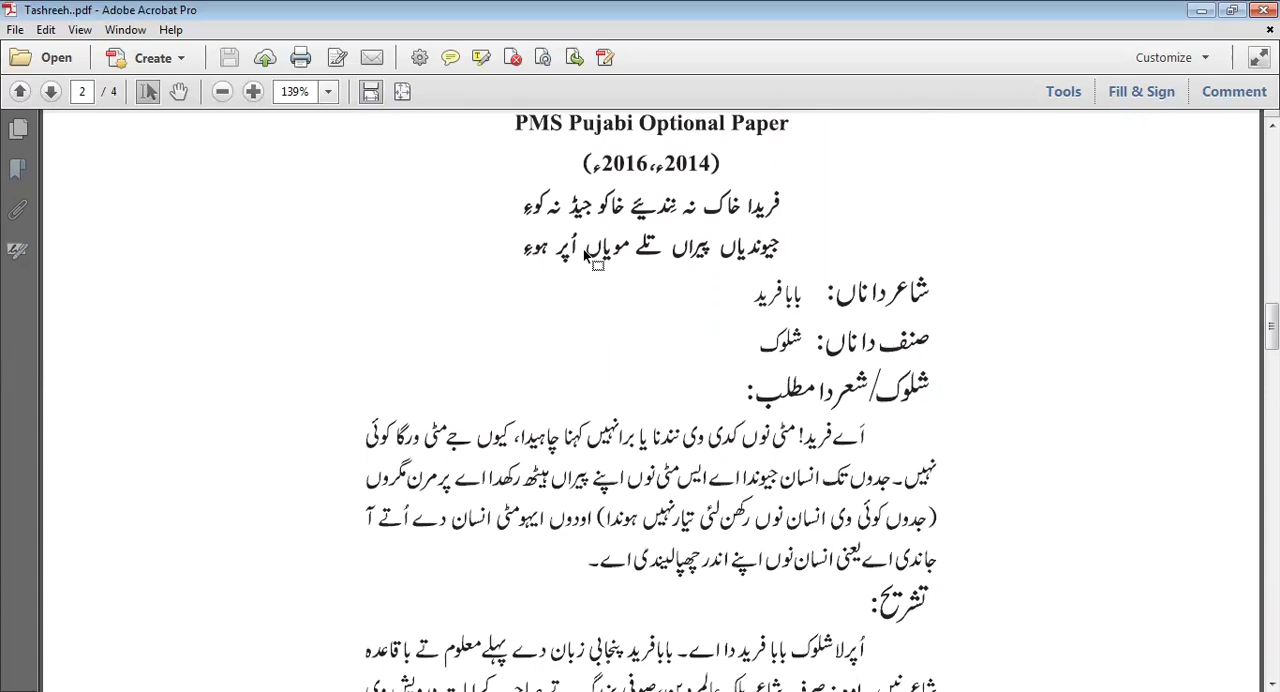 Tashreeh..pdf - Adobe Acrobat Pro
File Edit View Window Help
Open Create Customize
2 / 4 139% Tools Fill & Sign Comment
PMS Pujabi Optional Paper
(2014ء،2016ء)
فریدا خاک نہ نِندیئے خاکو جیڈ نہ کوءِ
جیوندیاں پیراں تلے مویاں اُپر ہوءِ
شاعر دا ناں: بابا فرید
صنف دا ناں: شلوک
شلوک/شعر دا مطلب:
اَے فرید! مٹی نوں کدی وی نندنا یا برا نہیں کہنا چاہیدا، کیوں جے مٹی ورگا کوئی
نہیں۔ جدوں تک انسان جیوندا اے ایس مٹی نوں اپنے پیراں ہیٹھ رکھدا اے پر مرن مگروں
(جدوں کوئی وی انسان نوں رکھن لئی تیار نہیں ہوندا) اودوں ایہو مٹی انسان دے اُتے آ
جاندی اے یعنی انسان نوں اپنے اندر چھپا لیندی اے۔
تشریح:
اُپرلا شلوک بابا فرید دا اے۔ بابا فرید پنجابی زبان دے پہلے معلوم تے باقاعدہ